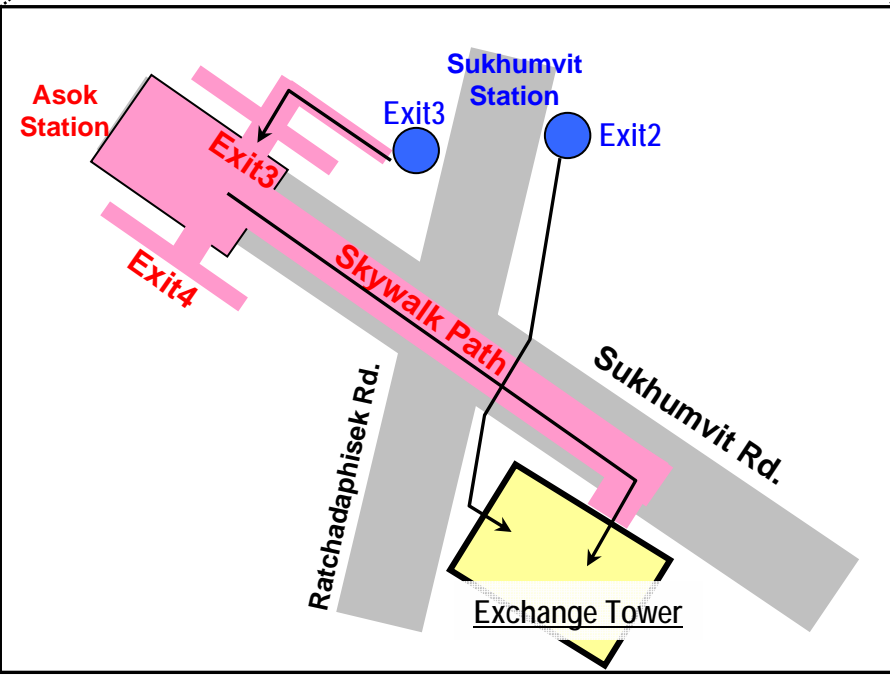 Asok
Station
Sukhumvit
Station
Exit3
Exit2
Exit3
Exit4
Skywalk Path
Sukhumvit Rd.
Ratchadaphisek Rd.
Exchange Tower